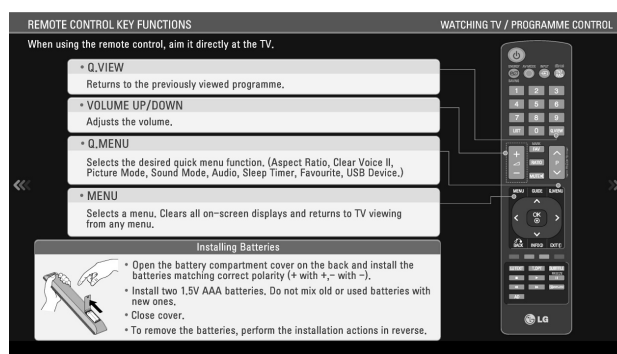 REMOTE CONTROL KEY FUNCTIONS
WATCHING TV / PROGRAMME CONTROL
When using the remote control, aim it directly at the TV.
• Q.VIEW
Returns to the previously viewed programme.
• VOLUME UP/DOWN
Adjusts the volume.
• Q.MENU
Selects the desired quick menu function. (Aspect Ratio, Clear Voice II,
Picture Mode, Sound Mode, Audio, Sleep Timer, Favourite, USB Device.)
• MENU
Selects a menu. Clears all on-screen displays and returns to TV viewing
from any menu.
Installing Batteries
• Open the battery compartment cover on the back and install the
batteries matching correct polarity (+ with +,- with -).
• Install two 1.5V AAA batteries. Do not mix old or used batteries with
new ones.
• Close cover.
• To remove the batteries, perform the installation actions in reverse.
1 2 3
4 5 6
7 8 9
LIST 0 Q.VIEW
FAV
RATIO
MUTE
+ - P
MENU GUIDE Q.MENU
OK
BACK INFO EXIT
SUBTITLE
AD
LG